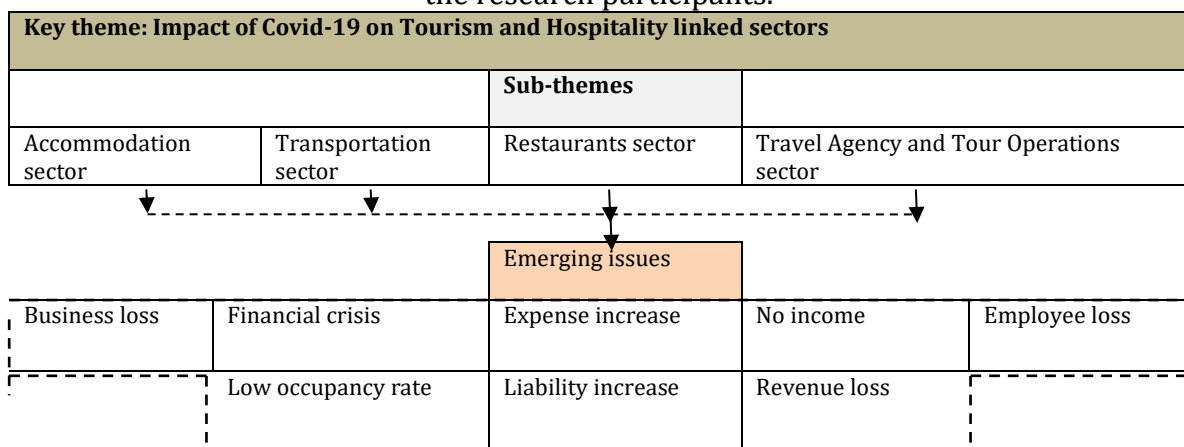 the research participants.
Key theme: Impact of Covid-19 on Tourism and Hospitality linked sectors
Sub-themes
Accommodation
sector
Transportation
sector
Restaurants sector
Travel Agency and Tour Operations
sector
Emerging issues
Business loss
Financial crisis
Expense increase
No income
Employee loss
Low occupancy rate
Liability increase
Revenue loss